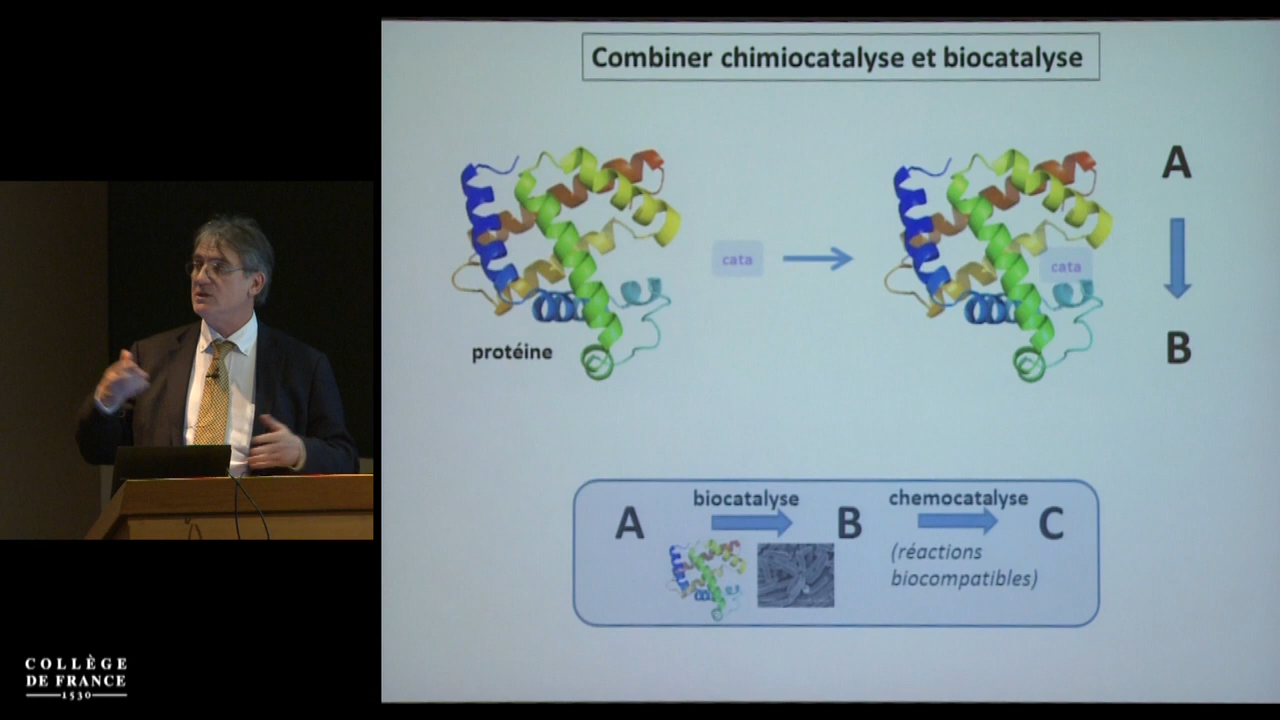 Combiner chimiocatalyse et biocatalyse
cata
protéine
cata
A
B
A
biocatalyse
B
chemocatalyse
C
(réactions
biocompatibles)
COLLÈGE
DE FRANCE
1530